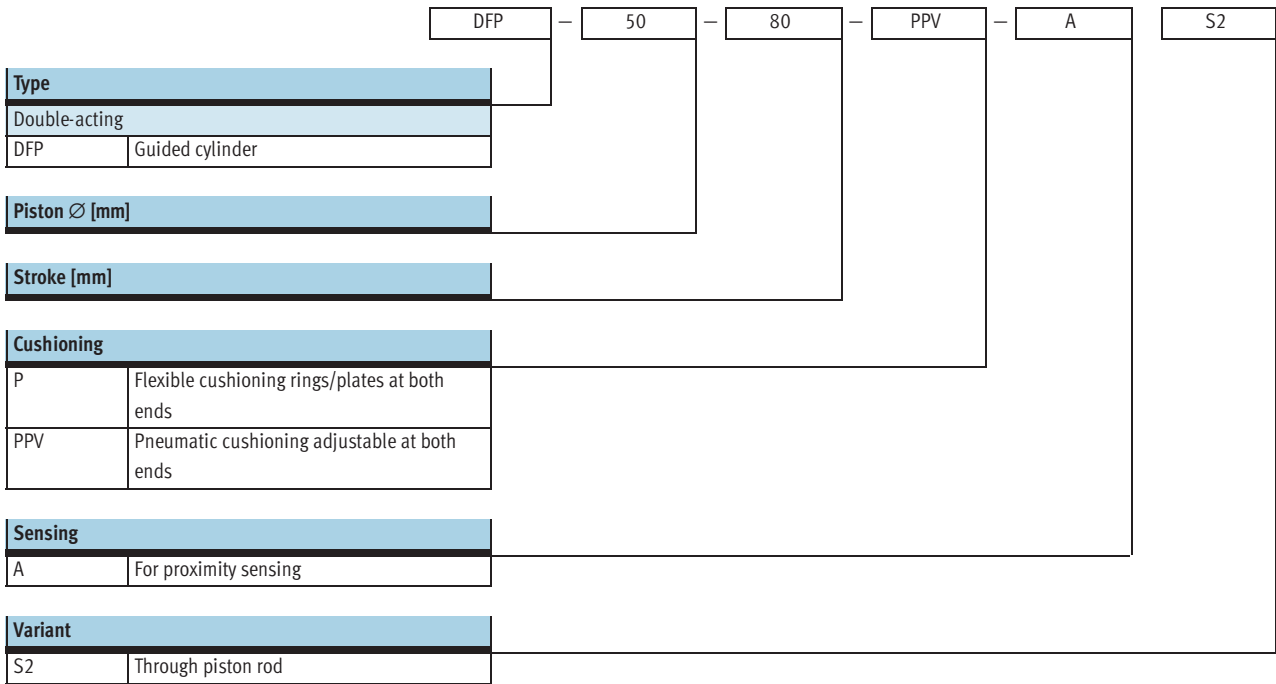 DFP — 50 — 80 — PPV — A S2
Type
Double-acting
DFP Guided cylinder
Piston ∅ [mm]
Stroke [mm]
Cushioning
P Flexible cushioning rings/plates at both
ends
PPV Pneumatic cushioning adjustable at both
ends
Sensing
A For proximity sensing
Variant
S2 Through piston rod